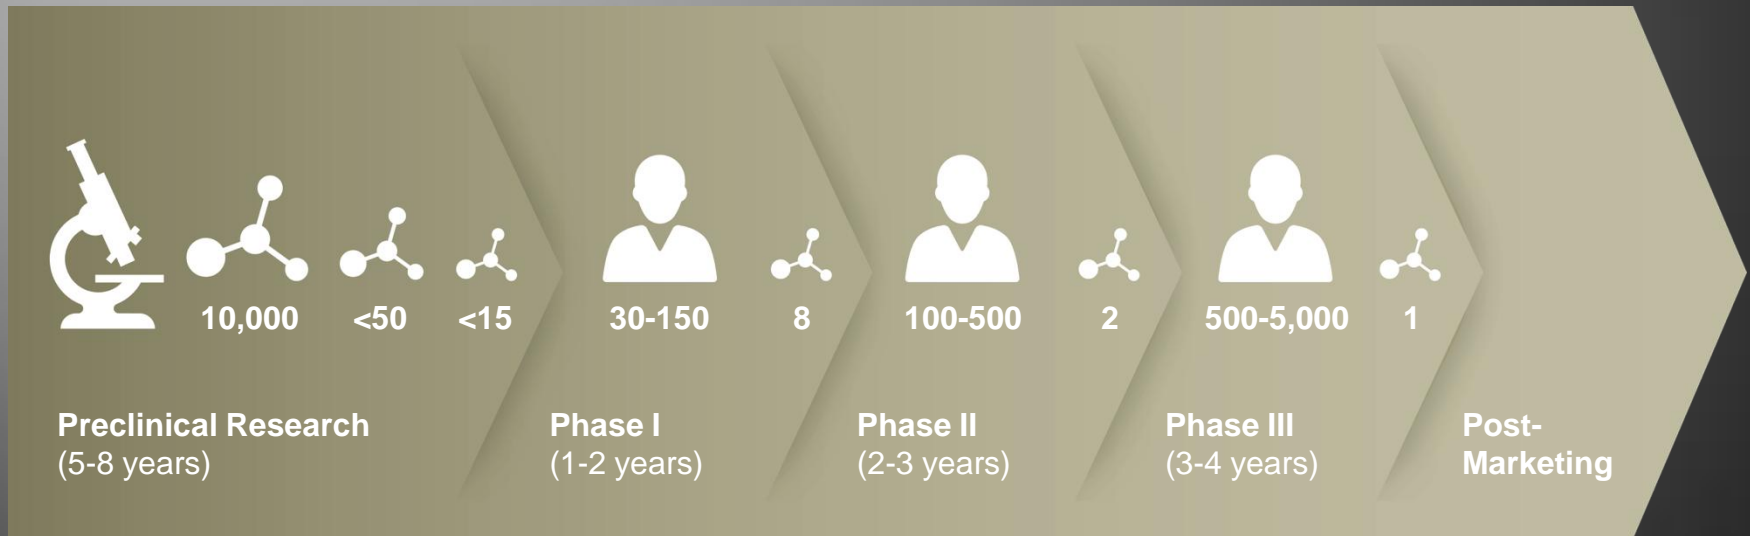 10,000 <50 <15 30-150 8 100-500 2 500-5,000 1
Preclinical Research
(5-8 years)
Phase I
(1-2 years)
Phase II
(2-3 years)
Phase III
(3-4 years)
Post-
Marketing